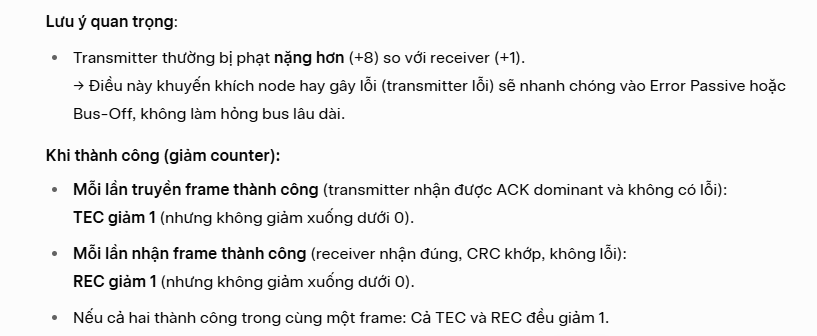 Lưu ý quan trọng:
• Transmitter thường bị phạt nặng hơn (+8) so với receiver (+1).
→ Điều này khuyến khích node hay gây lỗi (transmitter lỗi) sẽ nhanh chóng vào Error Passive hoặc
Bus-Off, không làm hỏng bus lâu dài.
Khi thành công (giảm counter):
• Mỗi lần truyền frame thành công (transmitter nhận được ACK dominant và không có lỗi):
TEC giảm 1 (nhưng không giảm xuống dưới 0).
• Mỗi lần nhận frame thành công (receiver nhận đúng, CRC khớp, không lỗi):
REC giảm 1 (nhưng không giảm xuống dưới 0).
• Nếu cả hai thành công trong cùng một frame: Cả TEC và REC đều giảm 1.